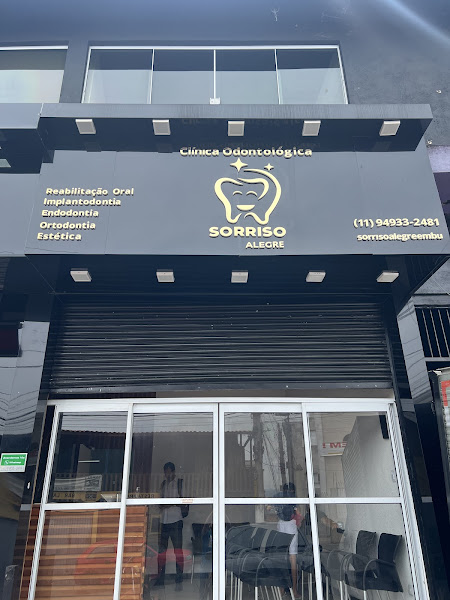 Clínica Odontológica
Reabilitação Oral
Implantodontia
Endodontia
Ortodontia
Estética
SORRISO
ALEGRE
(11) 94933-2481
sorrisoalegreembu